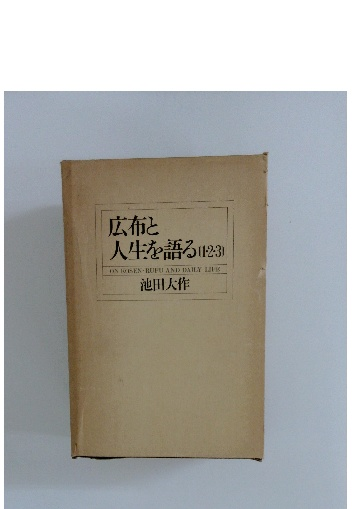 広布と
人生を語る(1・2・3)
ON KOSEN-RUFU AND DAILY LIFE
池田大作